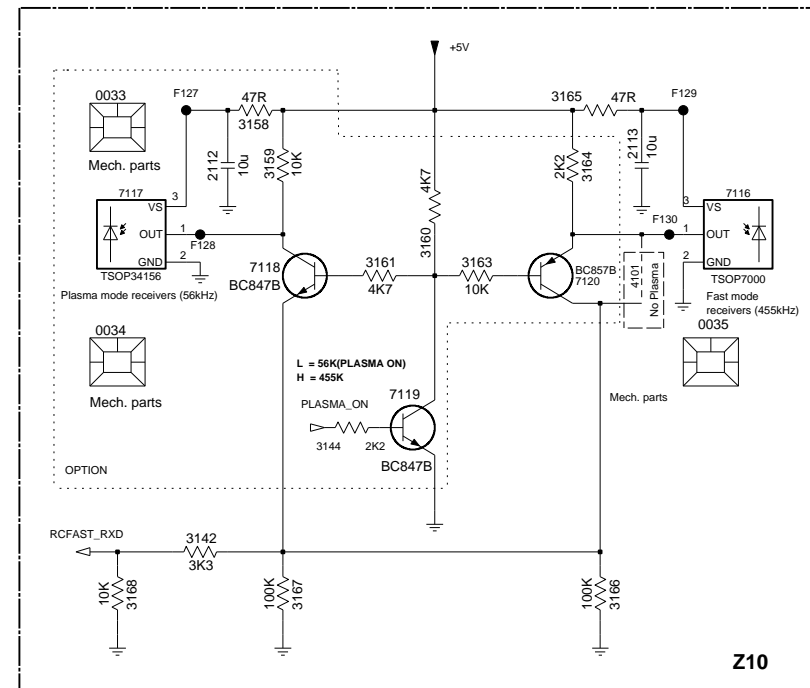 +5V
0033
F127
47R
3158
3165
47R
F129
Mech. parts
2112
10u
3159
10K
2K2
3164
2113
10u
4K7
3160
7117
3
VS
OUT
1
F128
GND
2
TSOP34156
Plasma mode receivers (56kHz)
7118
BC847B
3161
4K7
3163
10K
BC857B
7120
F130
4101
No Plasma
7116
3
VS
1
OUT
2
GND
TSOP7000
Fast mode
receivers (455kHz)
0034
Mech. parts
0035
Mech. parts
L = 56K(PLASMA ON)
H = 455K
7119
PLASMA_ON
3144
2K2
BC847B
OPTION
RCFAST_RXD
3142
3K3
10K
3168
100K
3167
100K
3166
Z10